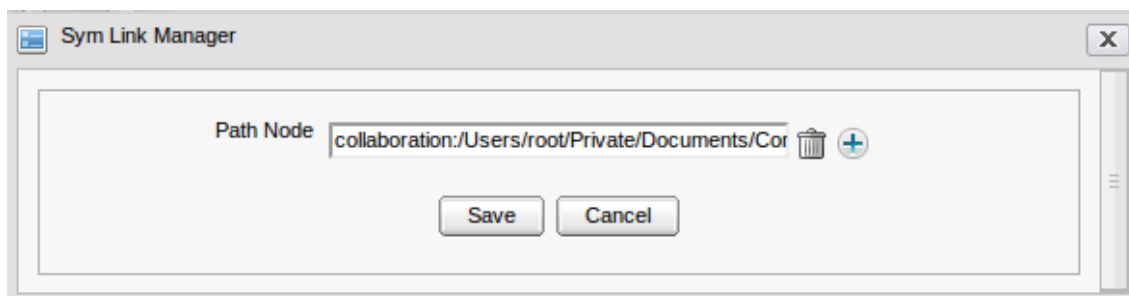 Sym Link Manager
Path Node collaboration:/Users/root/Private/Documents/Cor
Save Cancel